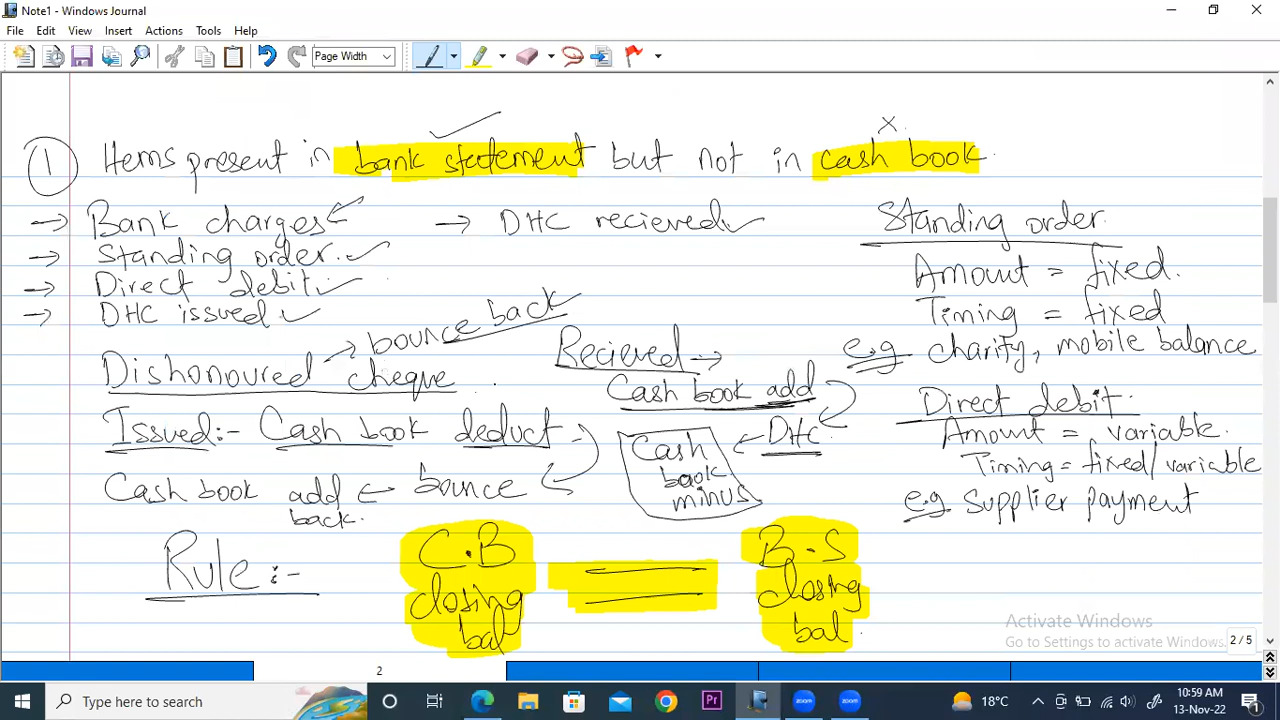 Note1 - Windows Journal
File Edit View Insert Actions Tools Help
Page Width
① Items present in bank statement but not in cash book.
→ Bank charges → DHC recieved
→ Standing order.
→ Direct debit
→ DHC issued
Dishonoured cheque → bounce back
Issued:- Cash book deduct
bounce → Cash book add back.
Recieved →
Cash book add
DHC → Cash book minus
Standing order.
Amount = fixed.
Timing = fixed
e.g charity, mobile balance
Direct debit.
Amount = variable.
Timing = fixed/variable
e.g supplier payment
Rule :-
C.B closing bal = B.S closing bal.
Activate Windows
Go to Settings to activate Windows.
2 / 5
2
Type here to search
Pr
zoom
zoom
18°C
10:59 AM
13-Nov-22
1